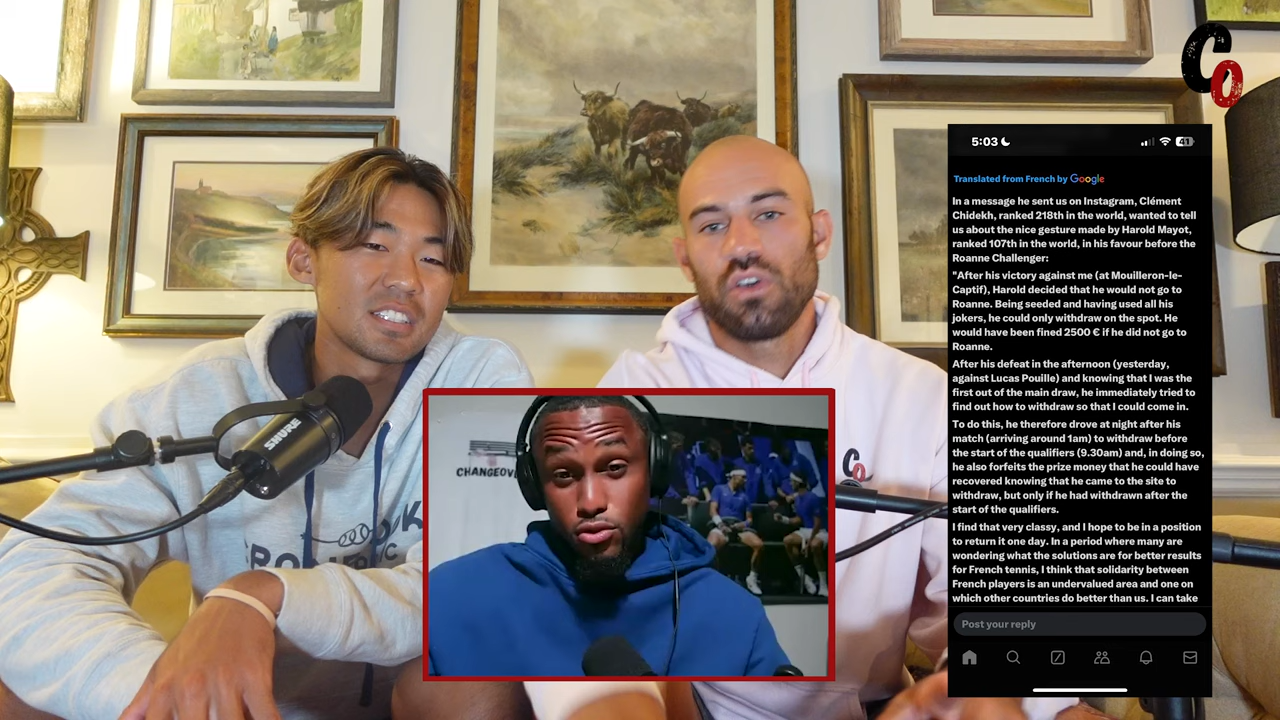 CO
5:03
41
Translated from French by Google
In a message he sent us on Instagram, Clément
Chidekh, ranked 218th in the world, wanted to tell
us about the nice gesture made by Harold Mayot,
ranked 107th in the world, in his favour before the
Roanne Challenger:
"After his victory against me (at Mouilleron-le-
Captif), Harold decided that he would not go to
Roanne. Being seeded and having used all his
jokers, he could only withdraw on the spot. He
would have been fined 2500 € if he did not go to
Roanne.
After his defeat in the afternoon (yesterday,
against Lucas Pouille) and knowing that I was the
first out of the main draw, he immediately tried to
find out how to withdraw so that I could come in.
To do this, he therefore drove at night after his
match (arriving around 1am) to withdraw before
the start of the qualifiers (9.30am) and, in doing so,
he also forfeits the prize money that he could have
recovered knowing that he came to the site to
withdraw, but only if he had withdrawn after the
start of the qualifiers.
I find that very classy, and I hope to be in a position
to return it one day. In a period where many are
wondering what the solutions are for better results
for French tennis, I think that solidarity between
French players is an undervalued area and one on
which other countries do better than us. I can take
Post your reply
SHURE
CHANGEOV
CO